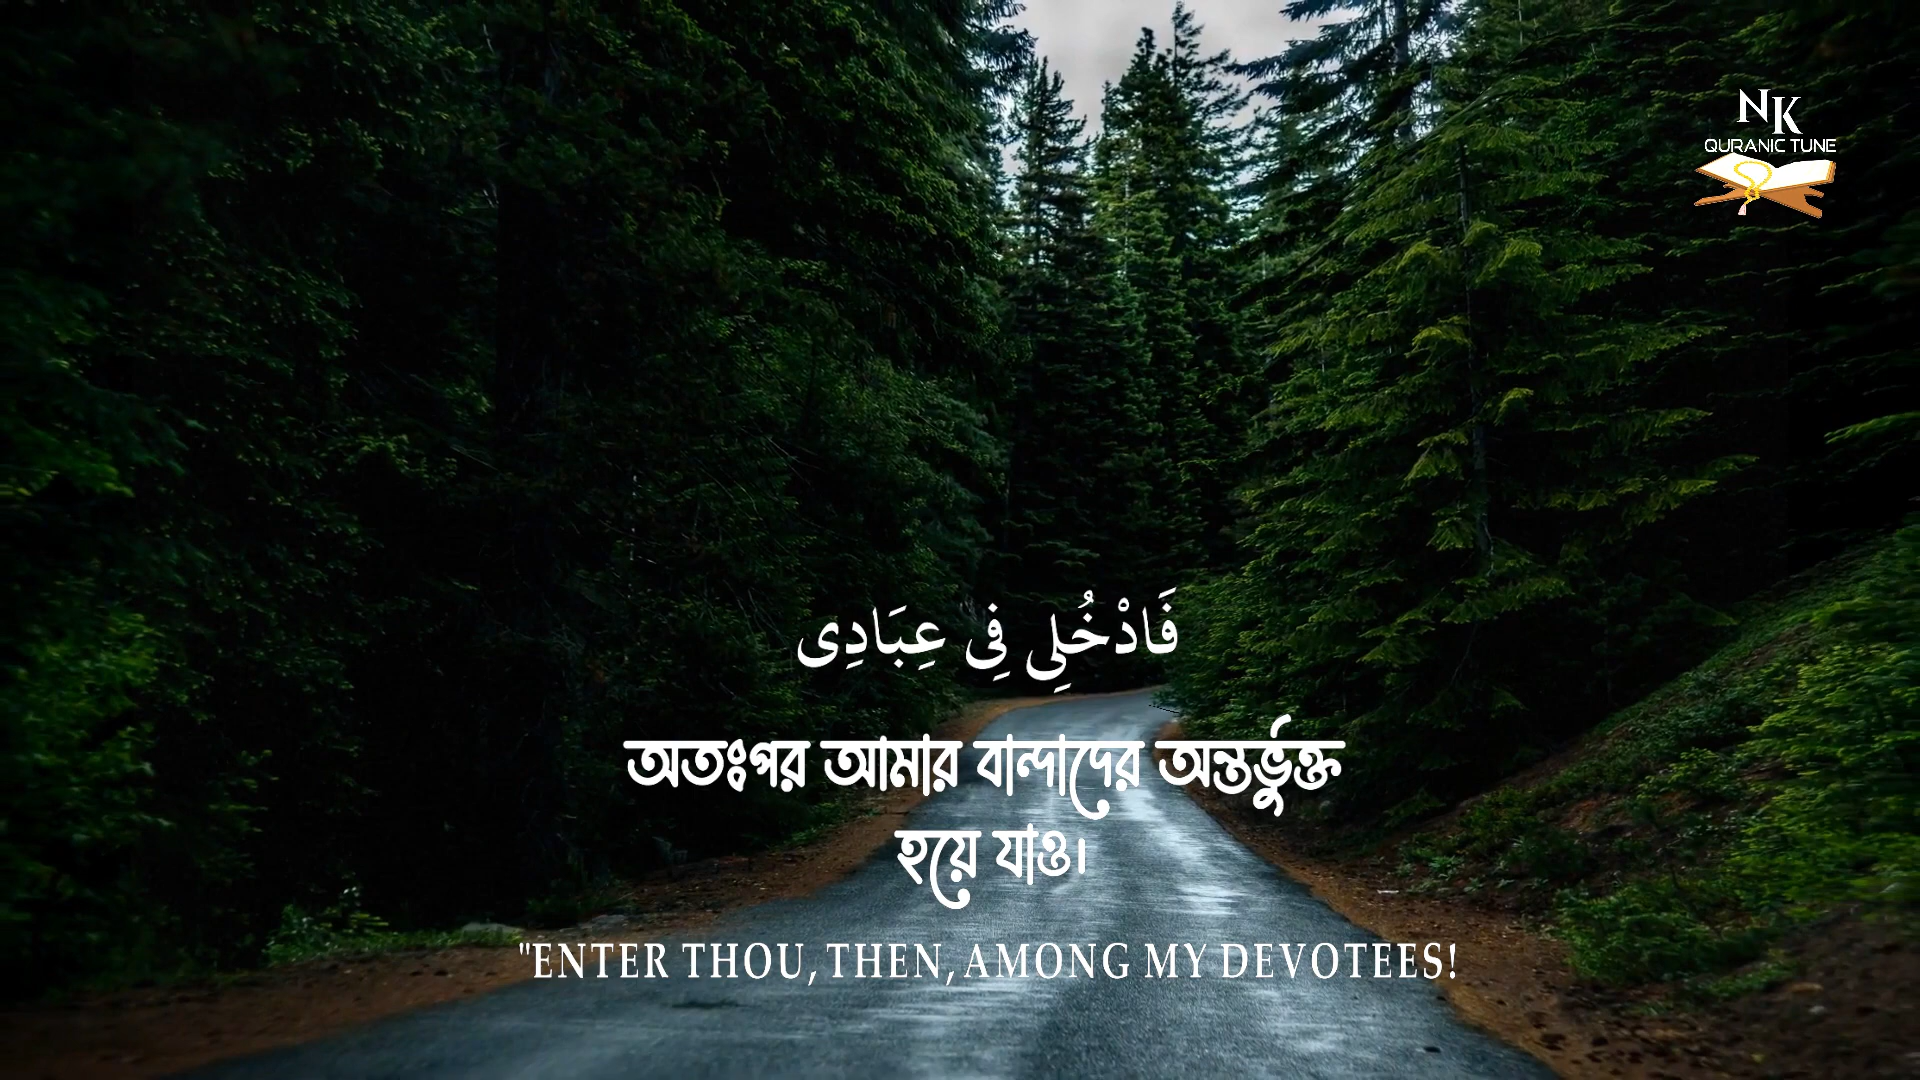 NK
QURANIC TUNE
فَادْخُلِي فِي عِبَادِى
অতঃপর আমার বান্দাদের অন্তর্ভুক্ত
হয়ে যাও।
"ENTER THOU, THEN, AMONG MY DEVOTEES!